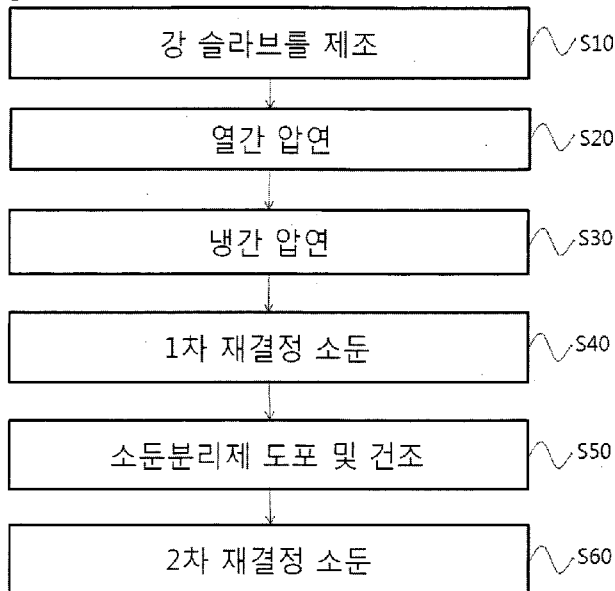 강 슬라브를 제조 S10
열간 압연 S20
냉간 압연 S30
1차 재결정 소둔 S40
소둔분리제 도포 및 건조 S50
2차 재결정 소둔 S60